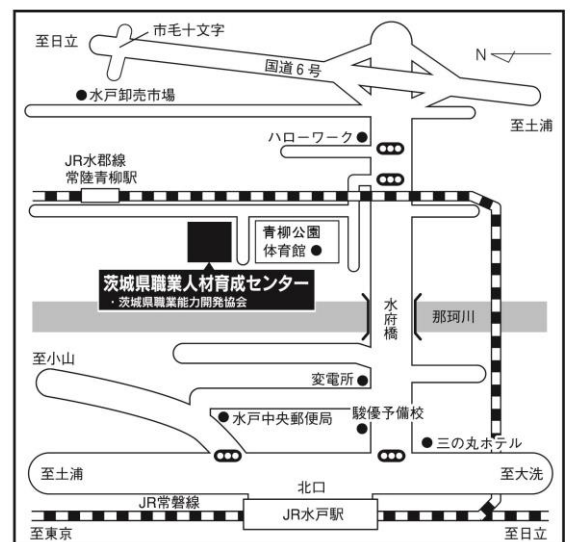 市毛十文字
至日立
国道6号
N
水戸卸売市場
至土浦
ハローワーク
JR水郡線
常陸青柳駅
青柳公園
体育館
茨城県職業人材育成センター
・茨城県職業能力開発協会
水府橋
那珂川
至小山
変電所
水戸中央郵便局
駿優予備校
三の丸ホテル
至土浦
北口
至大洗
JR常磐線
JR水戸駅
至東京
至日立